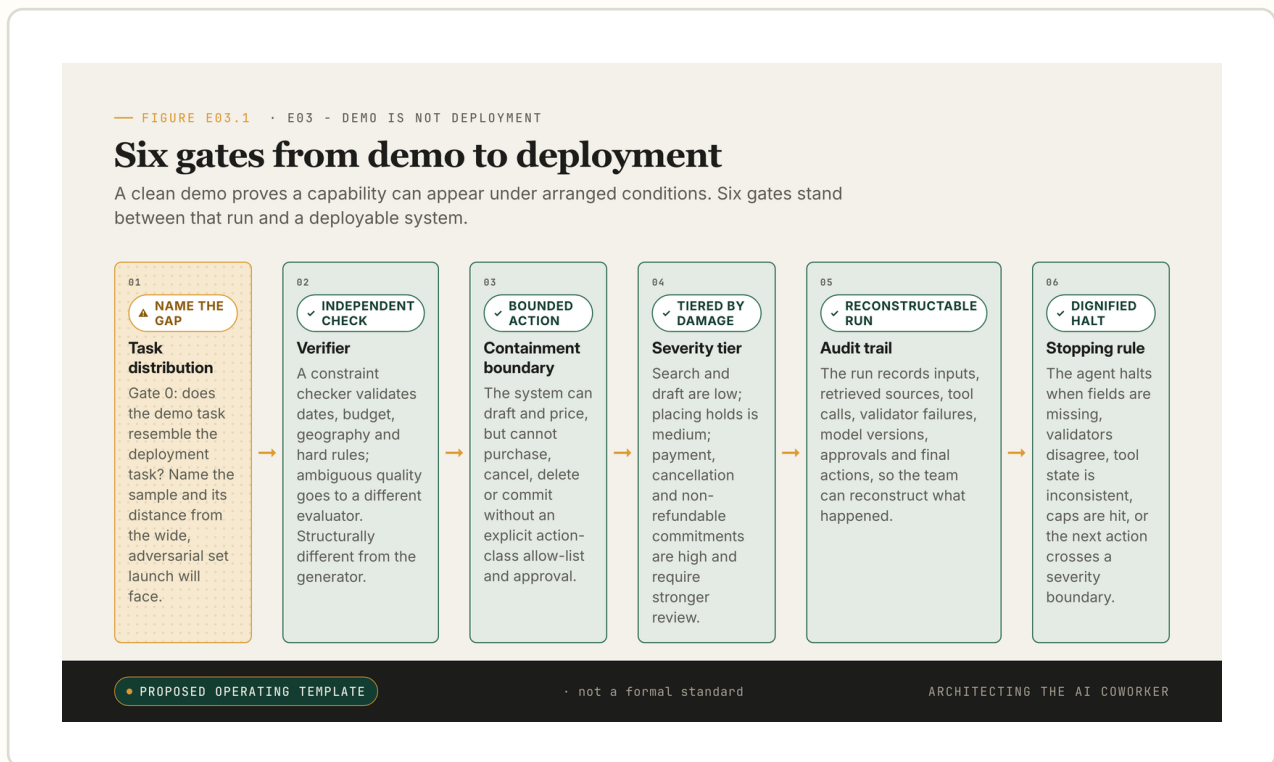 FIGURE E03.1 · E03 - DEMO IS NOT DEPLOYMENT
Six gates from demo to deployment
A clean demo proves a capability can appear under arranged conditions. Six gates stand
between that run and a deployable system.
01
NAME THE
GAP
Task
distribution
Gate 0: does
the demo task
resemble the
deployment
task? Name the
sample and its
distance from
the wide,
adversarial set
launch will
face.
02
INDEPENDENT
CHECK
Verifier
A constraint
checker validates
dates, budget,
geography and
hard rules;
ambiguous quality
goes to a different
evaluator.
Structurally
different from the
generator.
03
BOUNDED
ACTION
Containment
boundary
The system can
draft and price,
but cannot
purchase,
cancel, delete
or commit
without an
explicit action-
class allow-list
and approval.
04
TIERED BY
DAMAGE
Severity tier
Search and
draft are low;
placing holds is
medium;
payment,
cancellation
and non-
refundable
commitments
are high and
require
stronger
review.
05
RECONSTRUCTABLE
RUN
Audit trail
The run records inputs,
retrieved sources, tool
calls, validator failures,
model versions,
approvals and final
actions, so the team
can reconstruct what
happened.
06
DIGNIFIED
HALT
Stopping rule
The agent halts
when fields are
missing,
validators
disagree, tool
state is
inconsistent,
caps are hit, or
the next action
crosses a
severity
boundary.
PROPOSED OPERATING TEMPLATE
· not a formal standard
ARCHITECTING THE AI COWORKER